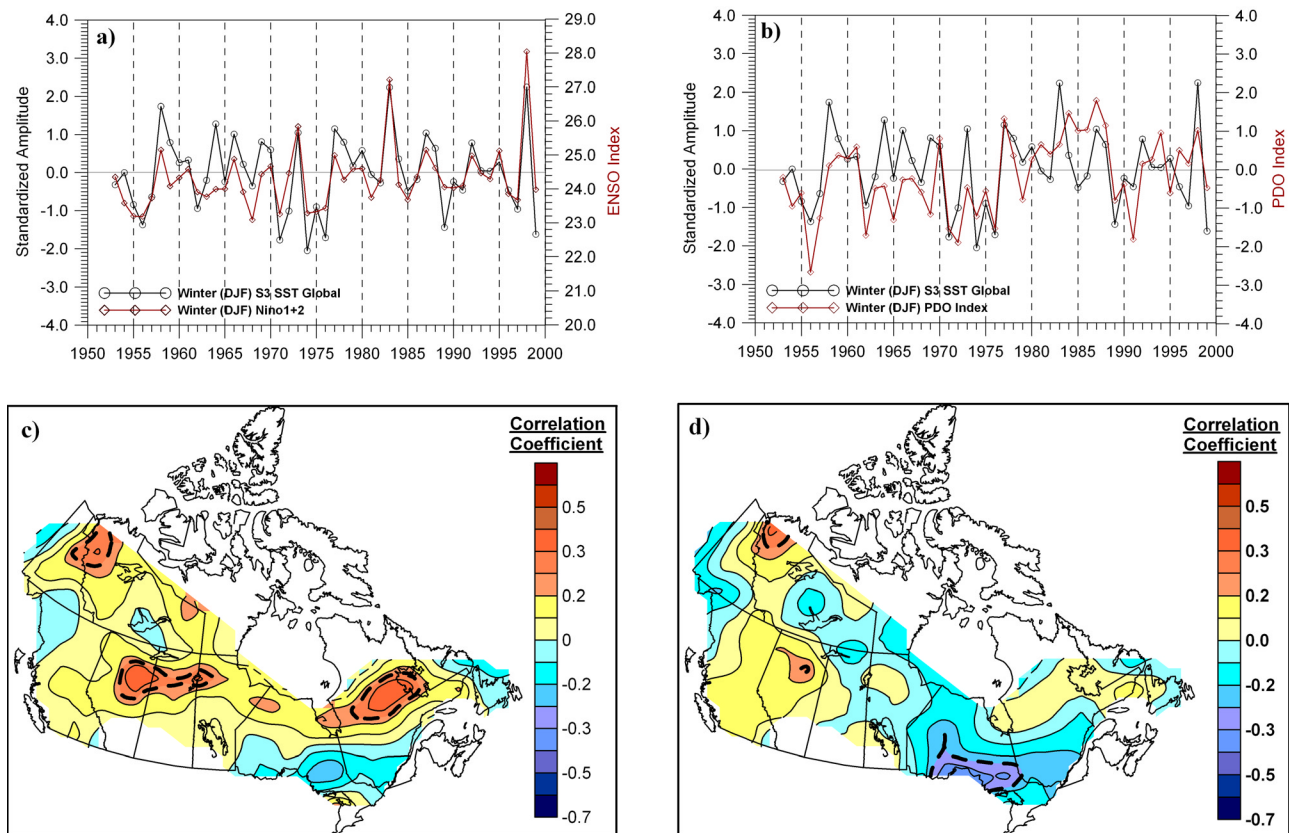 a)
4.0
3.0
2.0
1.0
0.0
-1.0
-2.0
-3.0
-4.0
Standardized Amplitude
29.0
28.0
27.0
26.0
25.0
24.0
23.0
22.0
21.0
20.0
ENSO Index
Winter (DJF) S3 SST Global
Winter (DJF) Nino1+2
1950 1955 1960 1965 1970 1975 1980 1985 1990 1995 2000
b)
4.0
3.0
2.0
1.0
0.0
-1.0
-2.0
-3.0
-4.0
Standardized Amplitude
4.0
3.0
2.0
1.0
0.0
-1.0
-2.0
-3.0
-4.0
PDO Index
Winter (DJF) S3 SST Global
Winter (DJF) PDO Index
1950 1955 1960 1965 1970 1975 1980 1985 1990 1995 2000
c)
Correlation
Coefficient
0.5
0.3
0.2
0
-0.2
-0.3
-0.5
-0.7
d)
Correlation
Coefficient
0.5
0.3
0.2
0.0
-0.2
-0.3
-0.5
-0.7